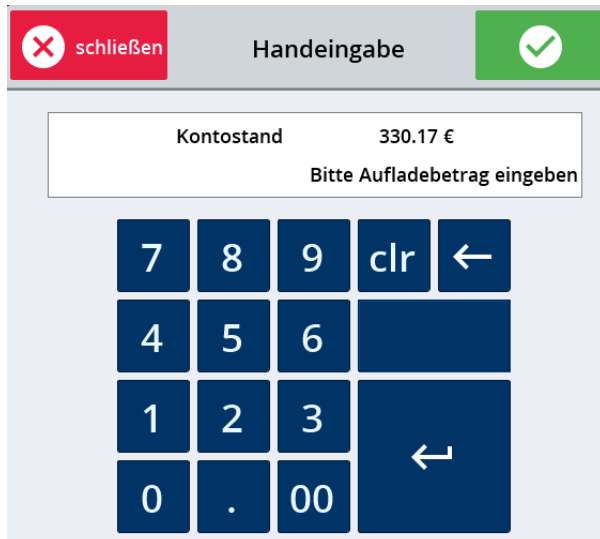 schließen Handeingabe
Kontostand 330.17 €
Bitte Aufladebetrag eingeben
7 8 9 clr ←
4 5 6
1 2 3
0 . 00